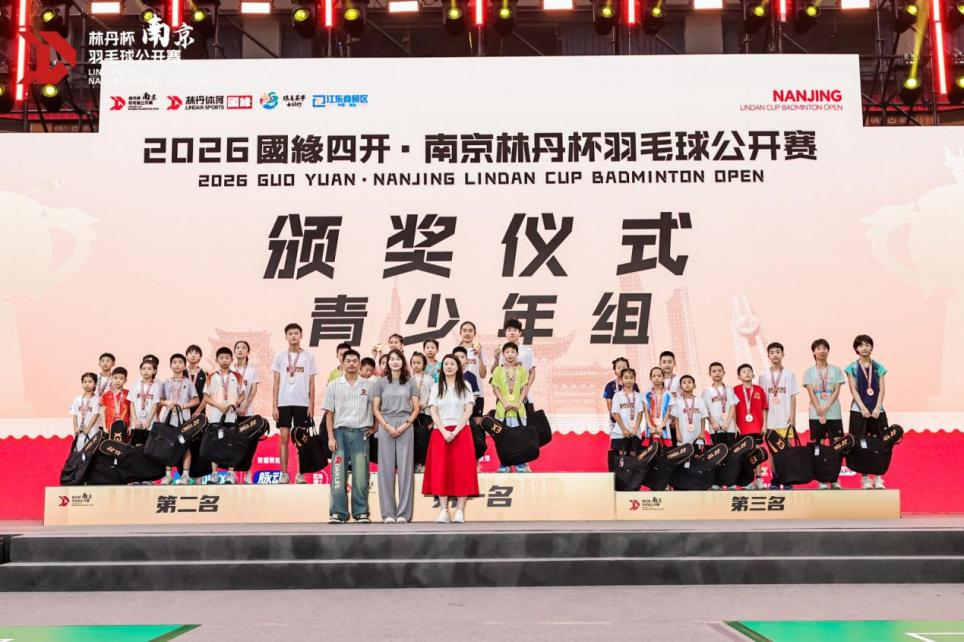 林丹杯 南京
羽毛球公开赛
林丹体育 國緣
LINDAN SPORTS
江东商贸区
NANJING
LINDAN CUP BADMINTON OPEN
2026 國緣四开·南京林丹杯羽毛球公开赛
2026 GUO YUAN·NANJING LINDAN CUP BADMINTON OPEN
颁奖仪式
青少年组
第二名
一名
第三名